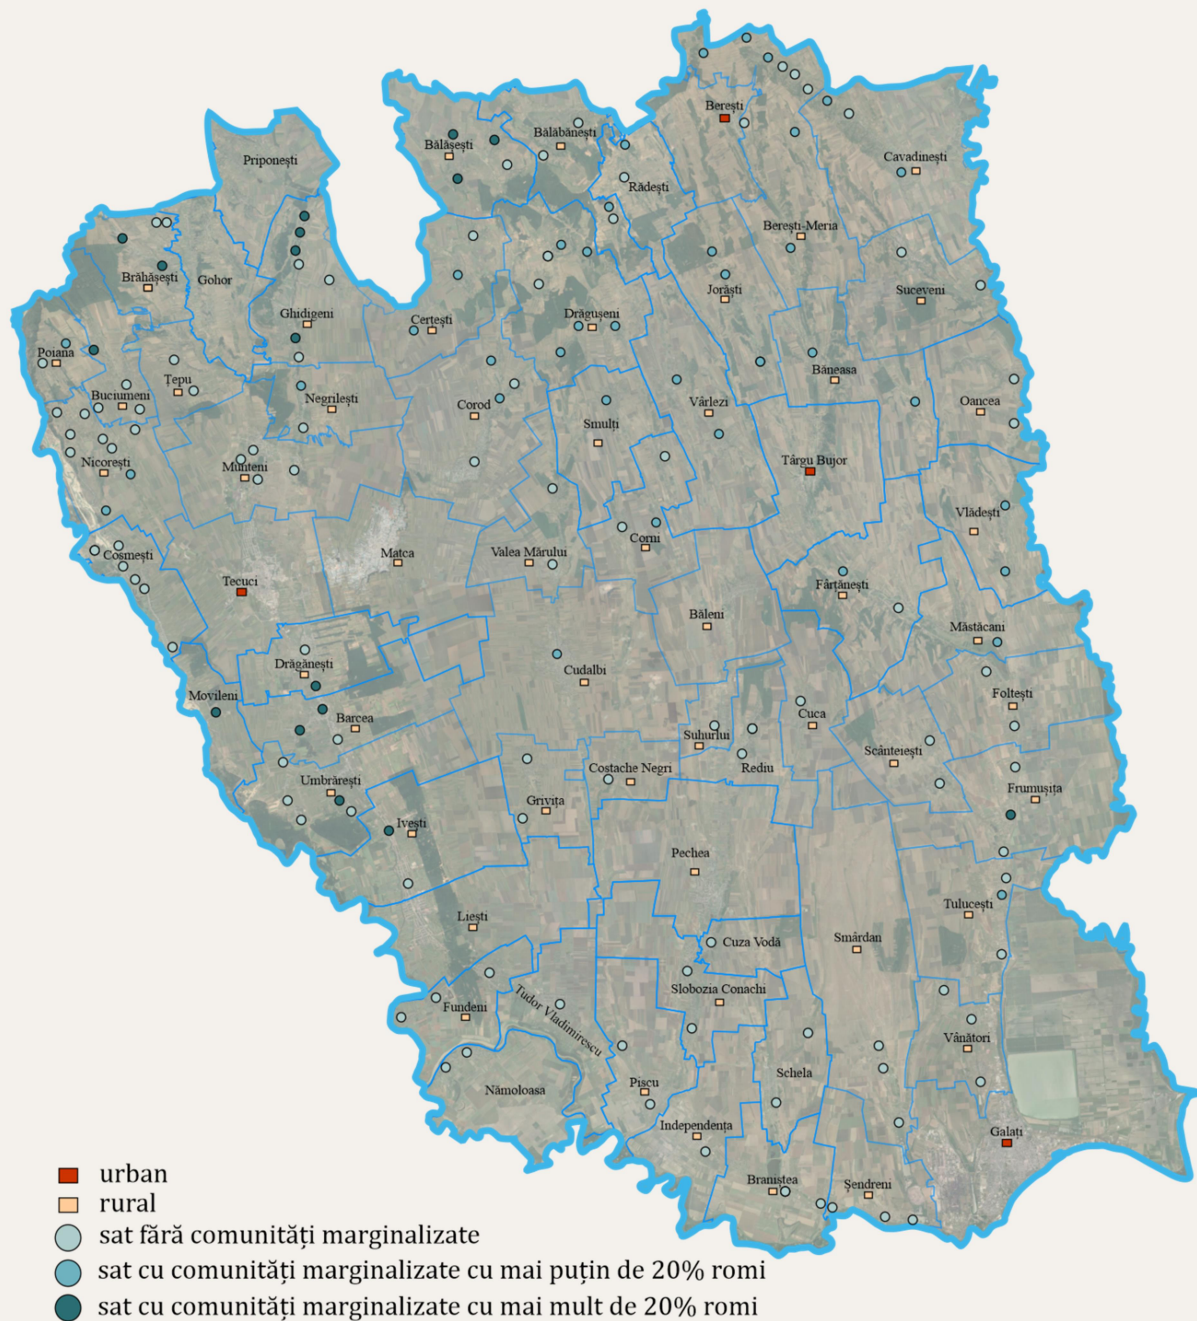 Berești
Bălășești
Bălăbănești
Priponești
Cavadinești
Rădești
Berești-Meria
Brăhășești
Gohor
Jorăști
Suceveni
Ghidigeni
Certești
Drăgușeni
Poiana
Țepu
Băneasa
Buciumeni
Negrilești
Corod
Vârlezi
Oancea
Smulți
Nicorești
Munteni
Târgu Bujor
Vlădești
Corni
Cosmești
Matca
Valea Mărului
Tecuci
Fârțănești
Băleni
Măstăcani
Drăgănești
Cudalbi
Movileni
Foltești
Barcea
Cuca
Suhurlui
Scânteiești
Costache Negri
Rediu
Umbrărești
Frumușița
Grivița
Ivești
Pechea
Tulucești
Liești
Smârdan
Cuza Vodă
Slobozia Conachi
Fundeni
Tudor Vladimirescu
Vânători
Schela
Piscu
Nămoloasa
Independența
Galați
Braniștea
Șendreni
urban
rural
sat fără comunități marginalizate
sat cu comunități marginalizate cu mai puțin de 20% romi
sat cu comunități marginalizate cu mai mult de 20% romi